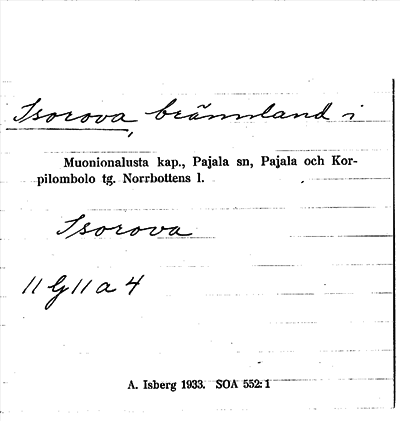 Isorova, brännland i
Muonionalusta kap., Pajala sn, Pajala och Kor-
pilombolo tg. Norrbottens l.
Isorova
11 G 11 a 4
A. Isberg 1933. SOA 552: 1